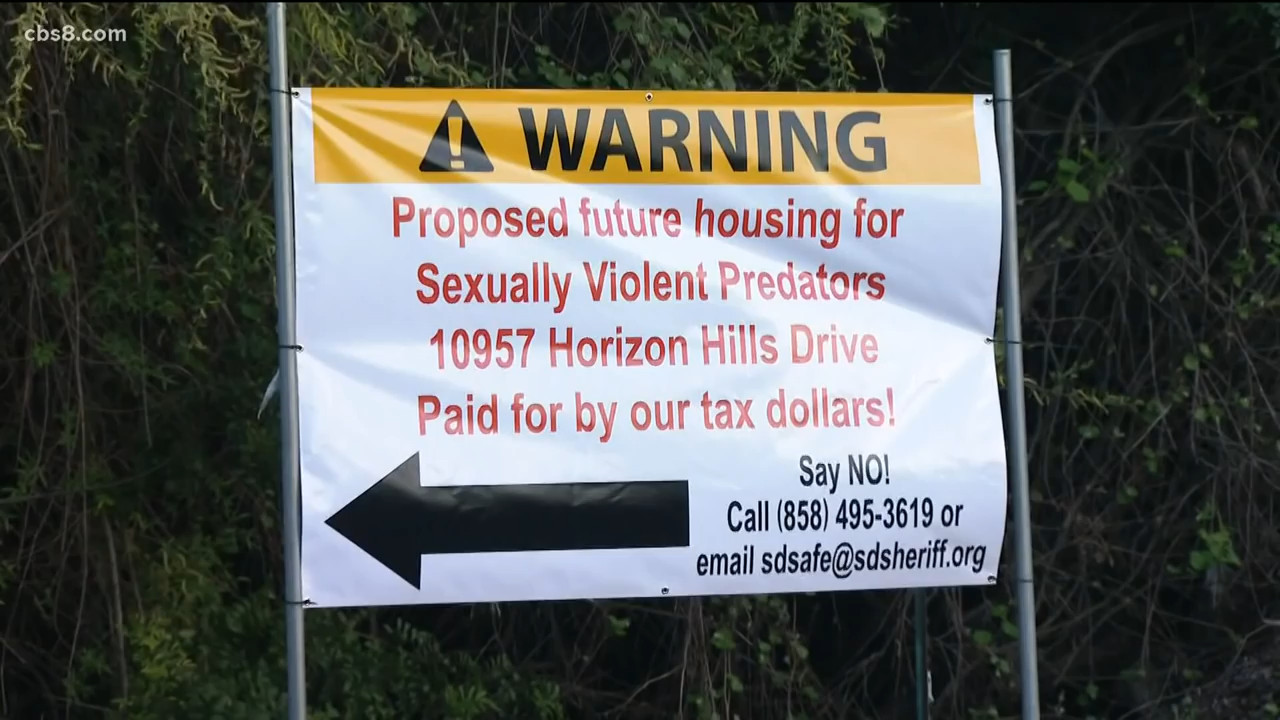 cbs8.com
WARNING
Proposed future housing for
Sexually Violent Predators
10957 Horizon Hills Drive
Paid for by our tax dollars!
Say NO!
Call (858) 495-3619 or
email sdsafe@sdsheriff.org